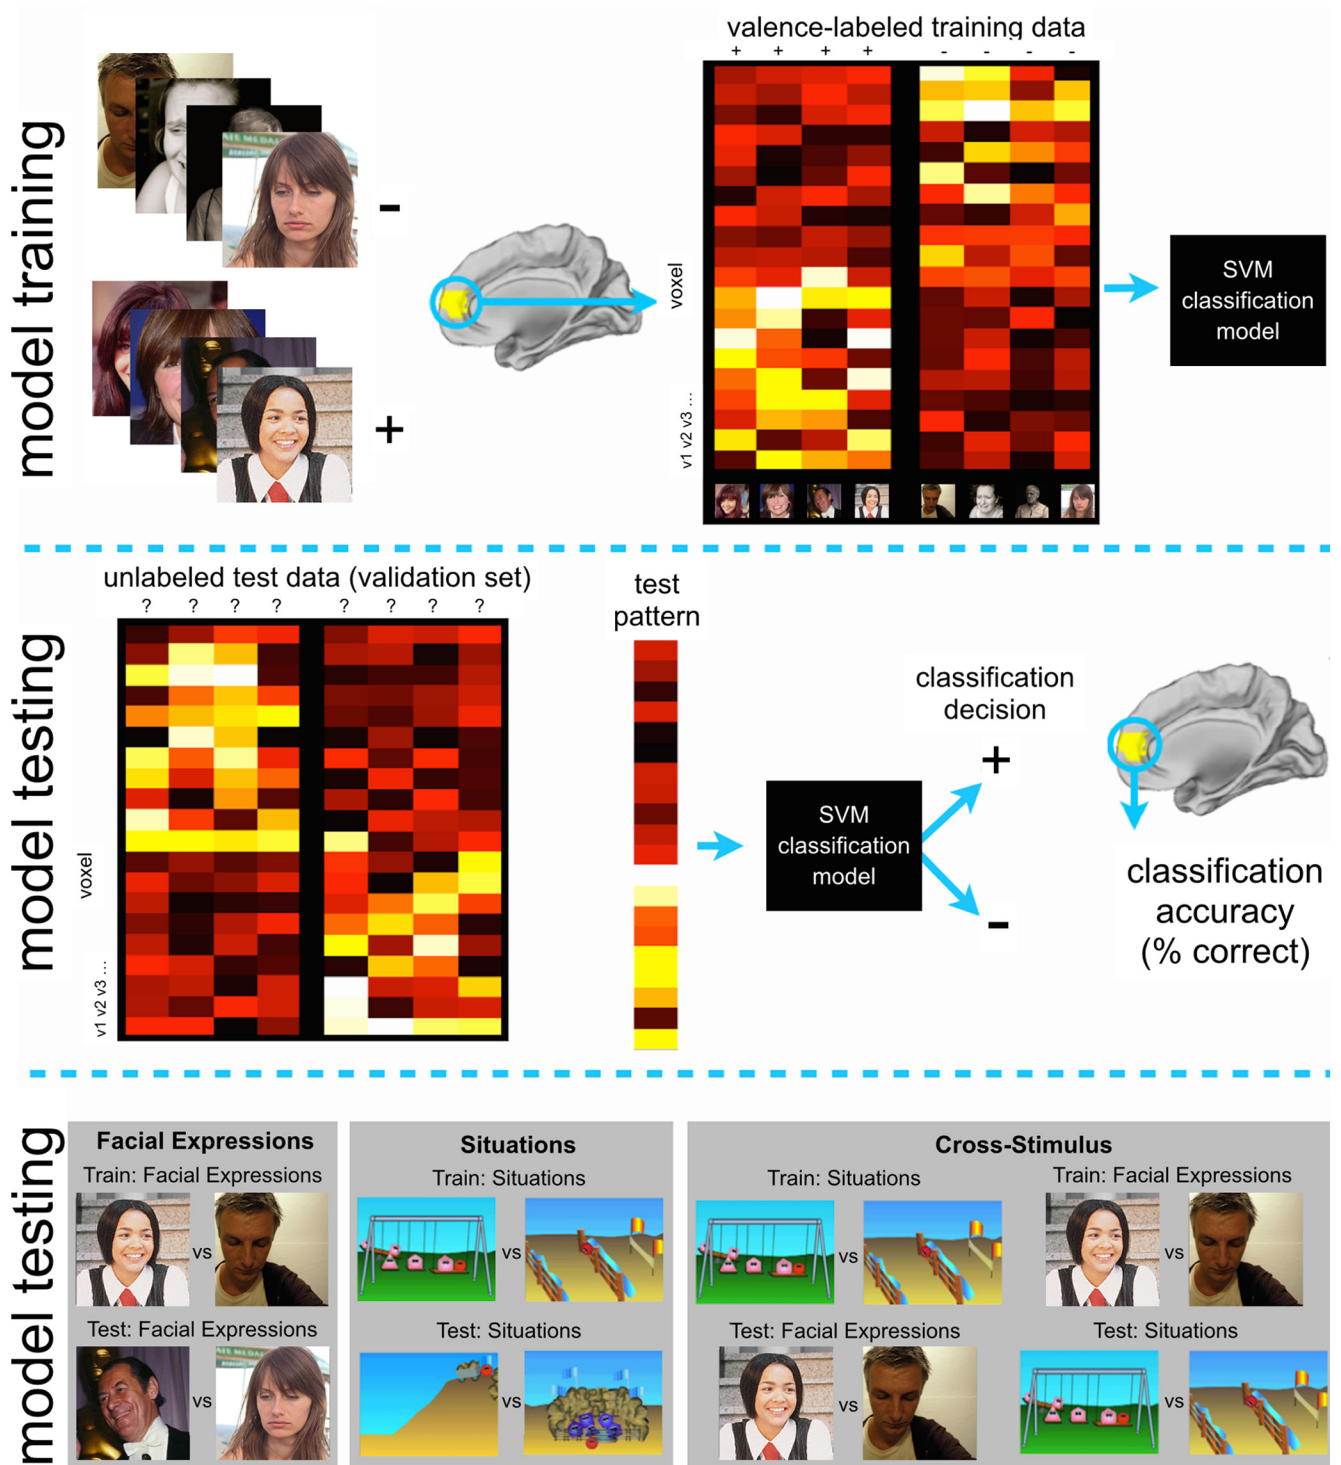 model training
-
+
valence-labeled training data
+ + + + - - - -
voxel
v1 v2 v3 ...
SVM
classification
model
model testing
unlabeled test data (validation set)
? ? ? ? ? ? ? ?
voxel
v1 v2 v3 ...
test
pattern
SVM
classification
model
classification
decision
+
-
classification
accuracy
(% correct)
model testing
Facial Expressions
Train: Facial Expressions
vs
Test: Facial Expressions
vs
Situations
Train: Situations
vs
Test: Situations
vs
Cross-Stimulus
Train: Situations
vs
Test: Facial Expressions
vs
Train: Facial Expressions
vs
Test: Situations
vs